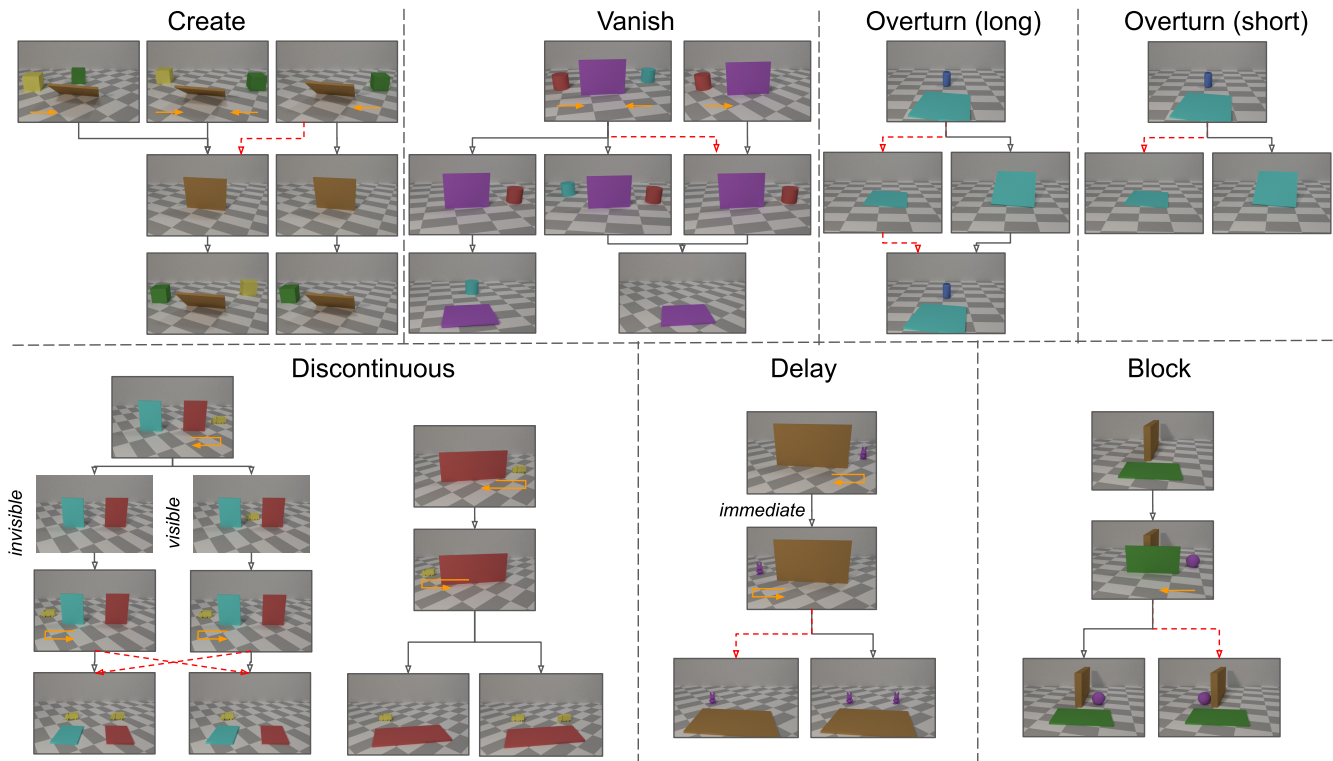 Create
Vanish
Overturn (long)
Overturn (short)
Discontinuous
Delay
Block
invisible
visible
immediate